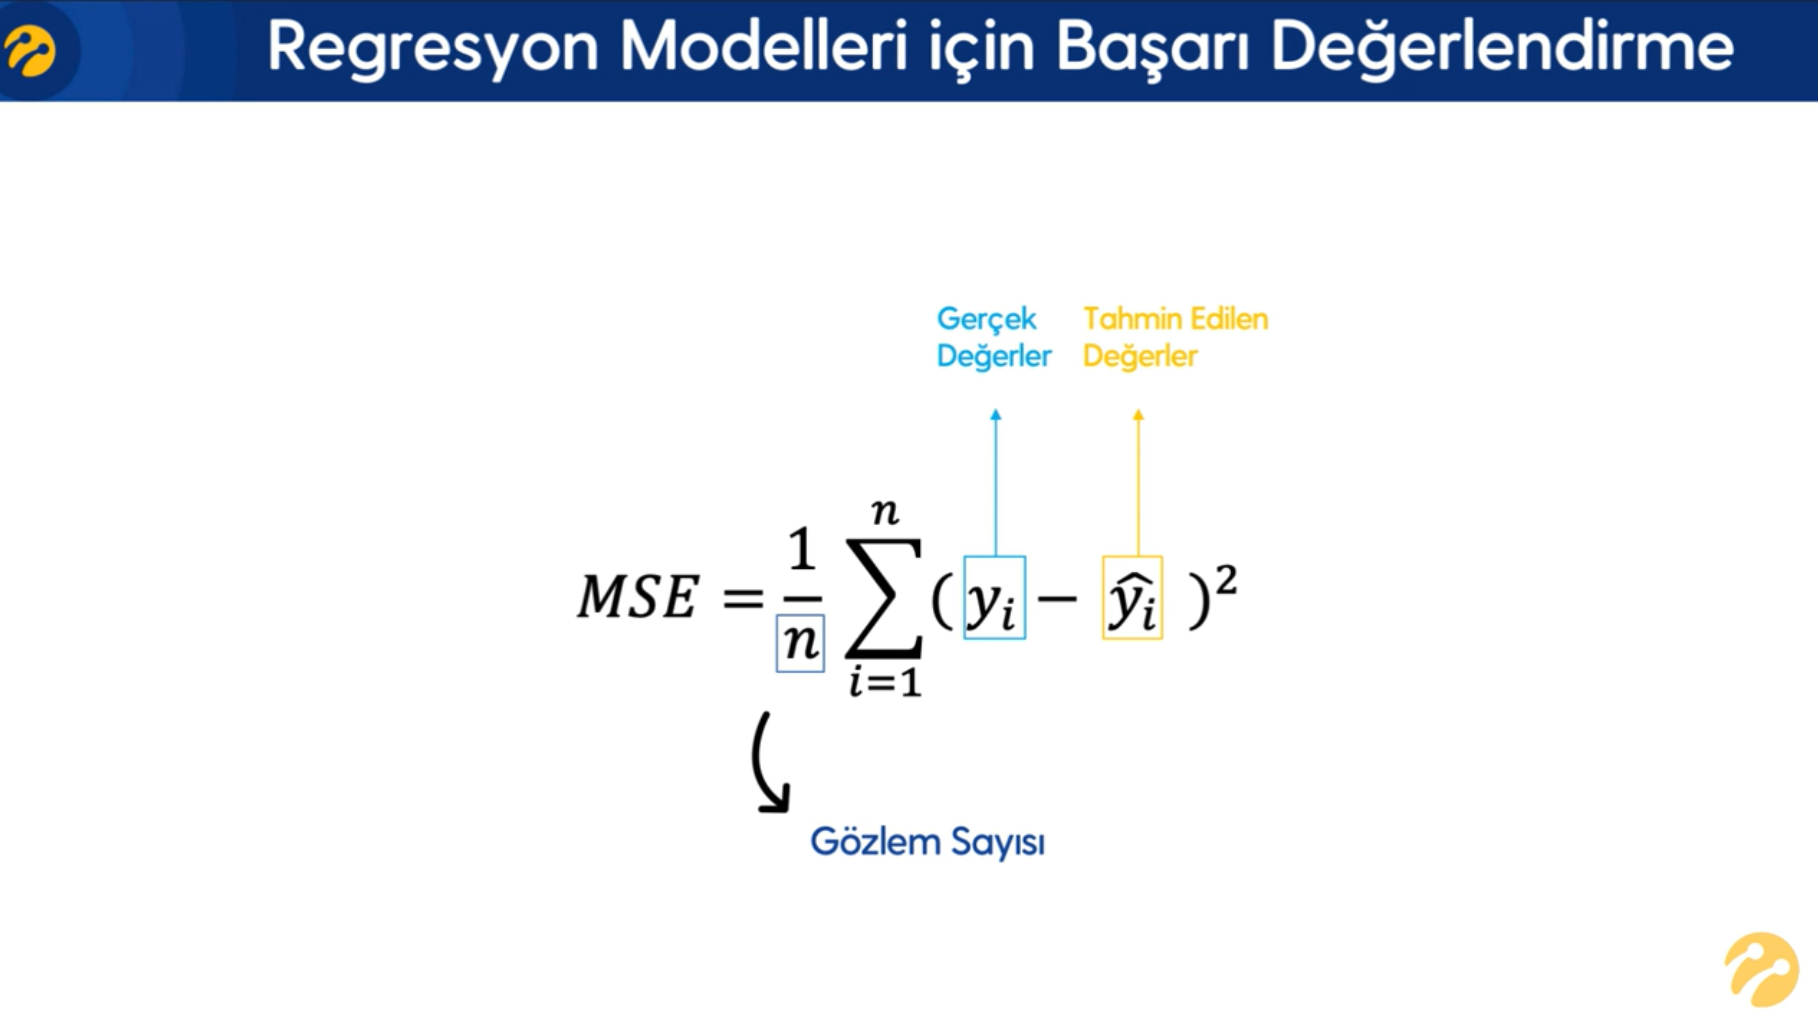 Regresyon Modelleri için Başarı Değerlendirme
Gerçek Değerler
Tahmin Edilen Değerler
MSE = \frac{1}{n} \sum_{i=1}^{n} ( y_i - \hat{y_i} )^2
Gözlem Sayısı